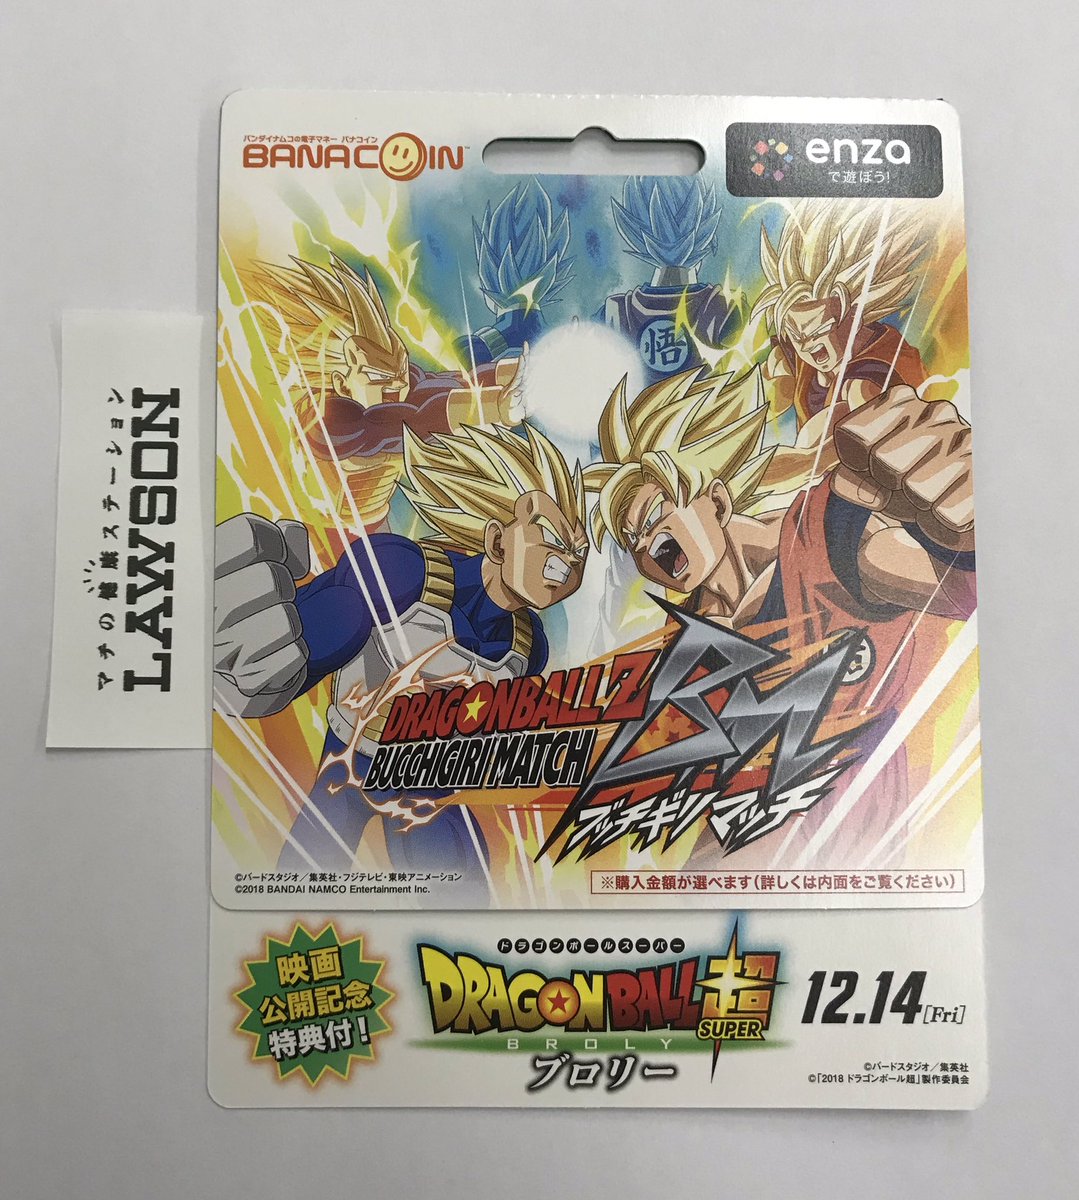 バンダイナムコの電子マネー バナコイン
BANACOIN™
enza
で遊ぼう!
悟
マチの健康ステーション
LAWSON
DRAGONBALL Z
BUCCHIGIRI MATCH
BM
ブッチギリマッチ
©バードスタジオ/集英社・フジテレビ・東映アニメーション
©2018 BANDAI NAMCO Entertainment Inc.
※購入金額が選べます(詳しくは内面をご覧ください)
映画
公開記念
特典付!
ドラゴンボールスーパー
DRAGON BALL超
SUPER
BROLY
ブロリー
12.14[Fri]
©バードスタジオ/集英社
©「2018 ドラゴンボール超」製作委員会